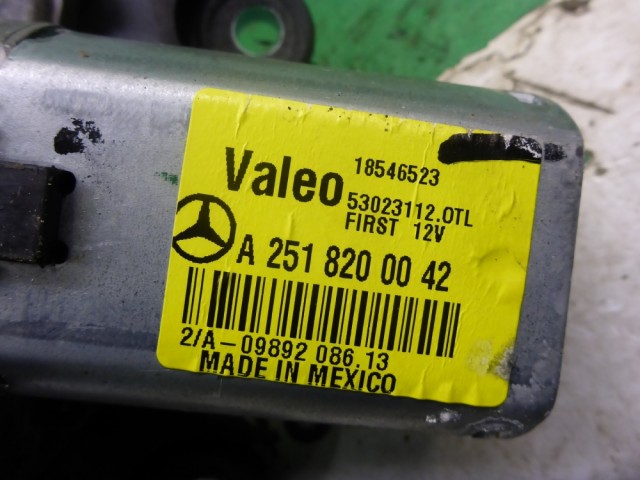 Valeo 18546523
53023112.OTL
FIRST 12V
A 251 820 00 42
2/A-09892 086.13
MADE IN MEXICO